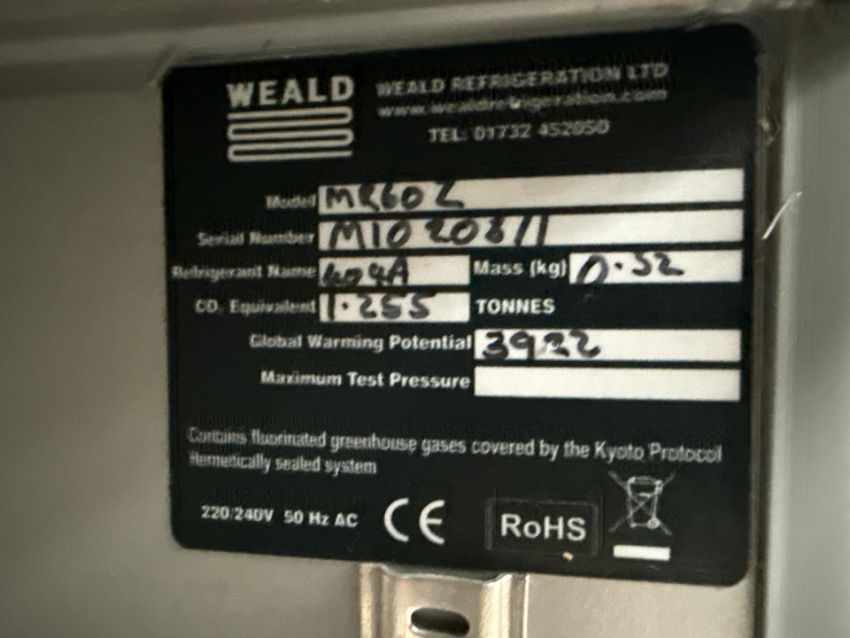 WEALD
WEALD REFRIGERATION LTD
www.wealdrefrigeration.com
TEL: 01732 452050
Model MR60Z
Serial Number M1020811
Refrigerant Name 404A Mass (kg) 0.32
CO2 Equivalent 1.255 TONNES
Global Warming Potential 3922
Maximum Test Pressure
Contains fluorinated greenhouse gases covered by the Kyoto Protocol
Hermetically sealed system
220/240V 50 Hz AC CE RoHS